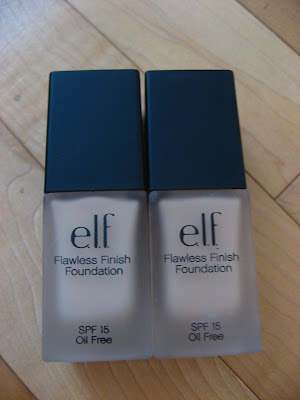 e.l.f.
Flawless Finish
Foundation
SPF 15
Oil Free
e.l.f.
Flawless Finish
Foundation
SPF 15
Oil Free